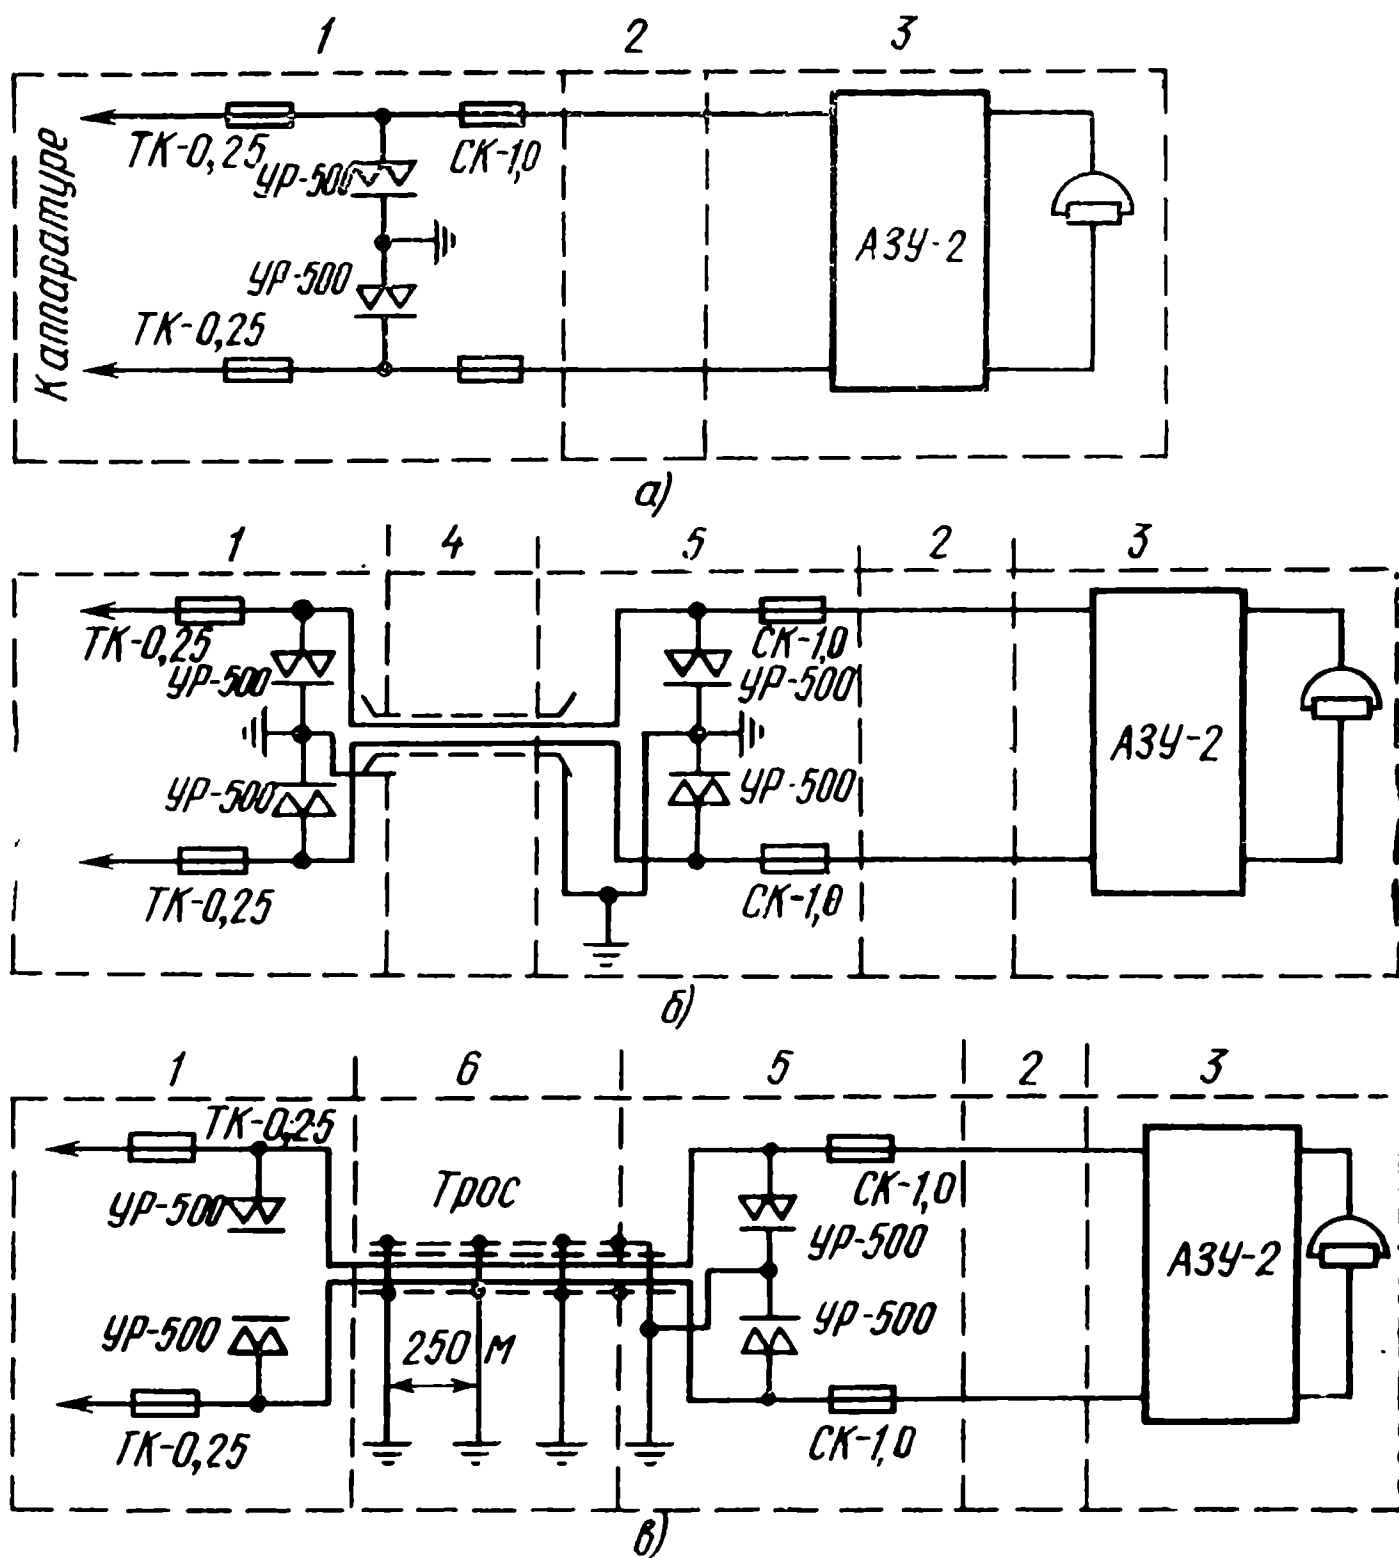 1 2 3
К аппаратуре
ТК-0,25
УР-500
СК-1,0
УР-500
ТК-0,25
АЗУ-2
а)
1 4 5 2 3
ТК-0,25
УР-500
СК-1,0
УР-500
АЗУ-2
УР-500
УР-500
ТК-0,25
СК-1,0
б)
1 6 5 2 3
ТК-0,25
УР-500
Трос
СК-1,0
УР-500
АЗУ-2
УР-500
УР-500
250 м
ТК-0,25
СК-1,0
в)